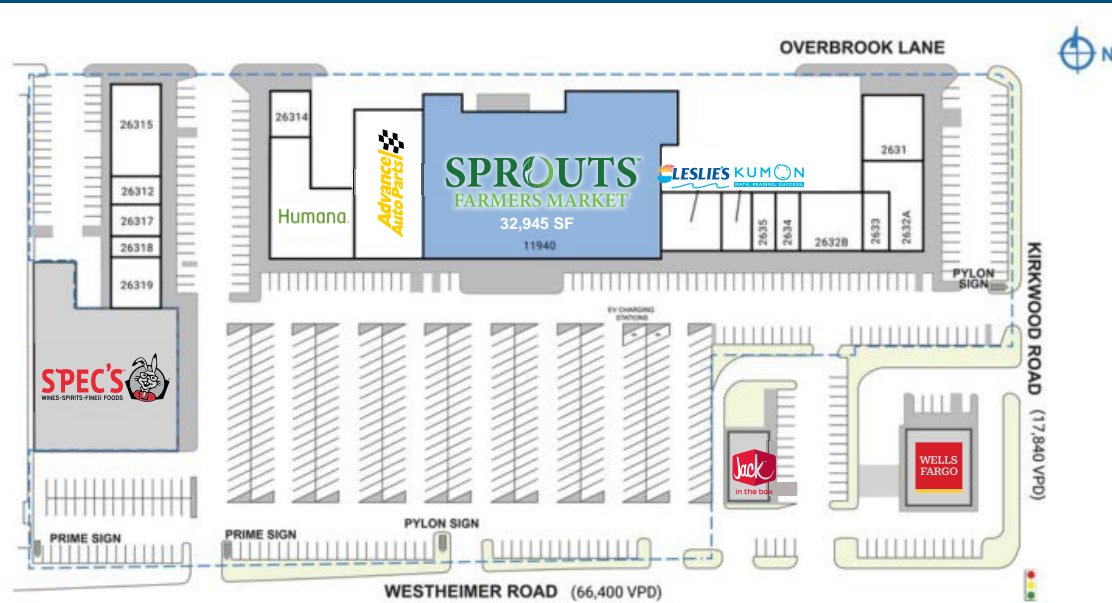 OVERBROOK LANE
N
26315
26312
26317
26318
26319
26314
Humana
Advance
Auto Parts
SPROUTS
FARMERS MARKET
32,945 SF
11940
LESLIE'S
KUMON
MATH. READING. SUCCESS.
2635
2634
2632B
2633
2632A
2631
PYLON
SIGN
KIRKWOOD ROAD (17,840 VPD)
EV CHARGING
STATIONS
SPEC'S
WINES•SPIRITS•FINER FOODS
Jack
in the box
WELLS
FARGO
PRIME SIGN
PRIME SIGN
PYLON SIGN
WESTHEIMER ROAD (66,400 VPD)